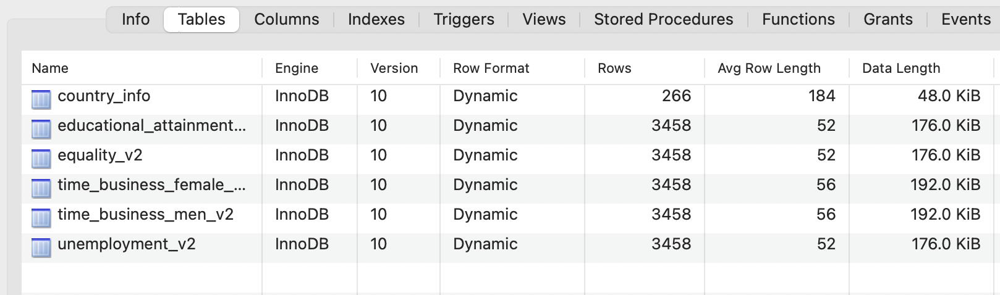 Info Tables Columns Indexes Triggers Views Stored Procedures Functions Grants Events
Name Engine Version Row Format Rows Avg Row Length Data Length
country_info InnoDB 10 Dynamic 266 184 48.0 KiB
educational_attainment... InnoDB 10 Dynamic 3458 52 176.0 KiB
equality_v2 InnoDB 10 Dynamic 3458 52 176.0 KiB
time_business_female_... InnoDB 10 Dynamic 3458 56 192.0 KiB
time_business_men_v2 InnoDB 10 Dynamic 3458 56 192.0 KiB
unemployment_v2 InnoDB 10 Dynamic 3458 52 176.0 KiB